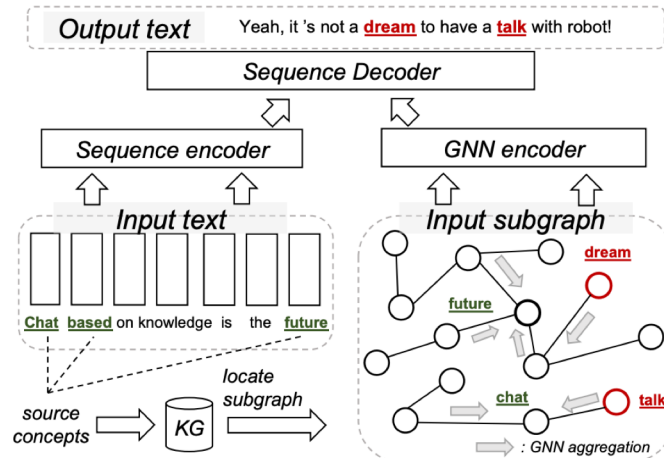 Output text
Yeah, it 's not a dream to have a talk with robot!
Sequence Decoder
Sequence encoder
GNN encoder
Input text
Chat based on knowledge is the future
source concepts
KG
locate subgraph
Input subgraph
dream
future
chat
talk
: GNN aggregation